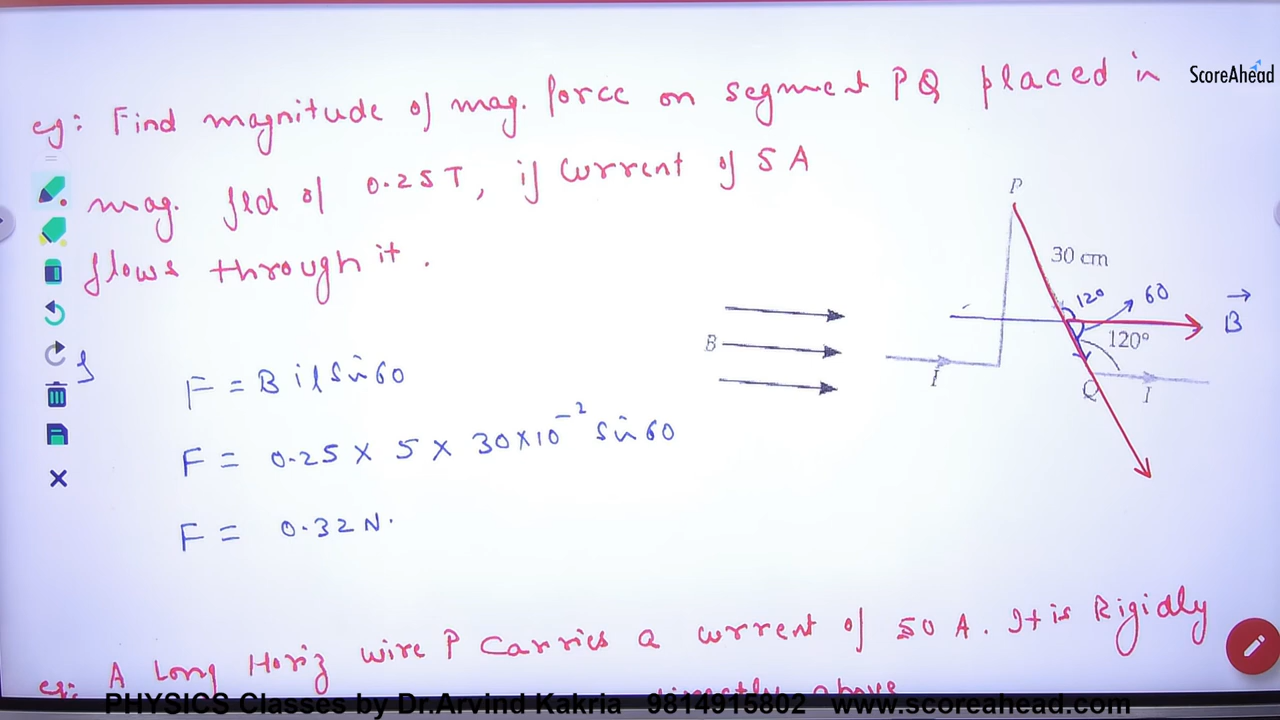 eg: Find magnitude of mag. force on segment PQ placed in
ScoreAhead
mag. fld of 0.25T, if current of 5 A
flows through it.
P
30 cm
120
60
B
B
120°
I
Q
I
F = B i l Sin 60
F = 0.25 × 5 × 30×10⁻² Sin 60
F = 0.32 N.
eg: A Long Horiz wire P Carries a current of 50 A. It is Rigidly
directly above
PHYSICS Classes by Dr.Arvind Kakria 9814915802 www.scoreahead.com